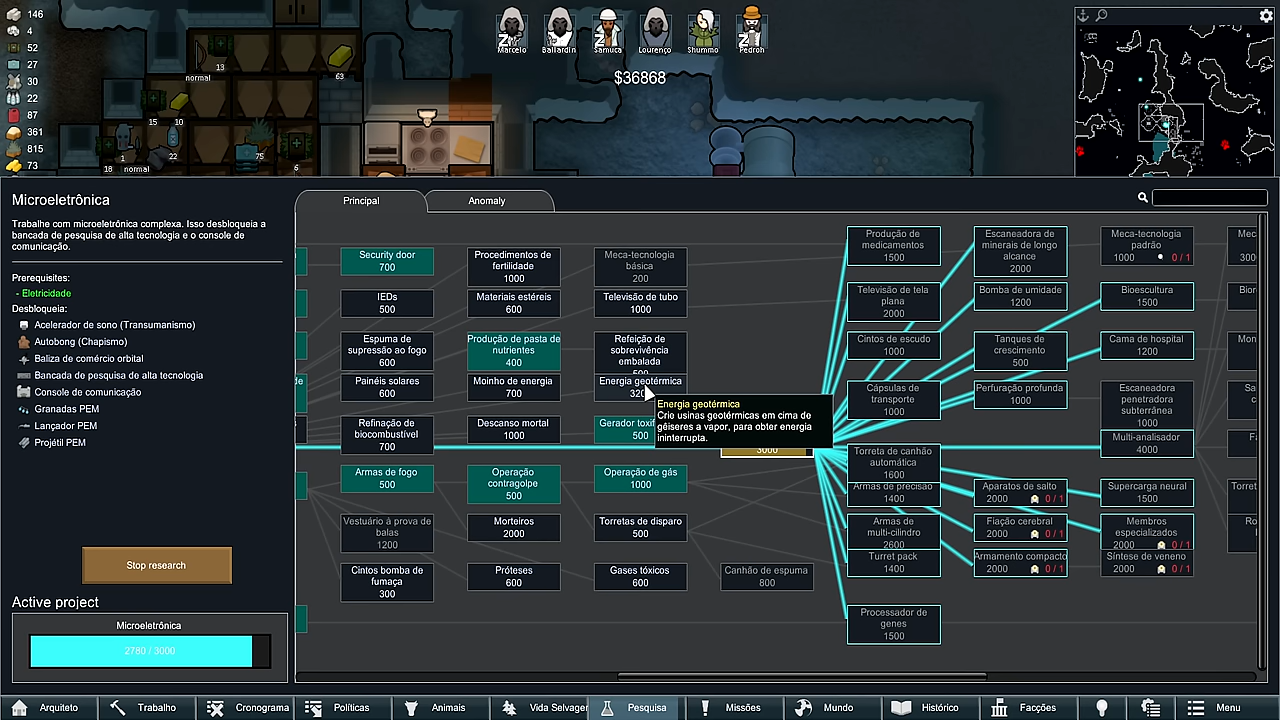 146
4
52
27
30
22
87
361
815
73
13
normal
63
15
10
1
22
75
6
18
normal
Z
Marcelo
Ballardin
Z
Samuca
Lourenço
Shummo
Z
Pedroh
$36868
Microeletrônica
Trabalhe com microeletrônica complexa. Isso desbloqueia a
bancada de pesquisa de alta tecnologia e o console de
comunicação.
Prerequisites:
- Eletricidade
Desbloqueia:
Acelerador de sono (Transumanismo)
Autobong (Chapismo)
Baliza de comércio orbital
Bancada de pesquisa de alta tecnologia
Console de comunicação
Granadas PEM
Lançador PEM
Projétil PEM
Stop research
Active project
Microeletrônica
2780 / 3000
Principal
Anomaly
Security door
700
IEDs
500
Espuma de
supressão ao fogo
600
Painéis solares
600
Refinação de
biocombustível
700
Armas de fogo
500
Vestuário à prova de
balas
1200
Cintos bomba de
fumaça
300
Procedimentos de
fertilidade
1000
Materiais estéreis
600
Produção de pasta de
nutrientes
400
Moinho de energia
700
Descanso mortal
1000
Operação
contragolpe
500
Morteiros
2000
Próteses
600
Meca-tecnologia
básica
200
Televisão de tubo
1000
Refeição de
sobrevivência
embalada
500
Energia geotérmica
320
Energia geotérmica
Crie usinas geotérmicas em cima de
gêiseres a vapor, para obter energia
ininterrupta.
Gerador toxif
500
Operação de gás
1000
Torretas de disparo
500
Gases tóxicos
600
3000
Canhão de espuma
800
Produção de
medicamentos
1500
Televisão de tela
plana
2000
Cintos de escudo
1000
Cápsulas de
transporte
1000
Torreta de canhão
automática
1600
Armas de precisão
1400
Armas de
multi-cilindro
2600
Turret pack
1400
Processador de
genes
1500
Escaneadora de
minerais de longo
alcance
2000
Bomba de umidade
1200
Tanques de
crescimento
500
Perfuração profunda
1000
Aparatos de salto
2000 0 / 1
Fiação cerebral
2000 0 / 1
Armamento compacto
2000 0 / 1
Meca-tecnologia
padrão
1000 0 / 1
Bioescultura
1500
Cama de hospital
1200
Escaneadora
penetradora
subterrânea
1000
Multi-analisador
4000
Supercarga neural
1500
Membros
especializados
2000 0 / 1
Síntese de veneno
2000 0 / 1
Arquiteto
Trabalho
Cronograma
Políticas
Animais
Vida Selvagem
Pesquisa
Missões
Mundo
Histórico
Facções
Menu